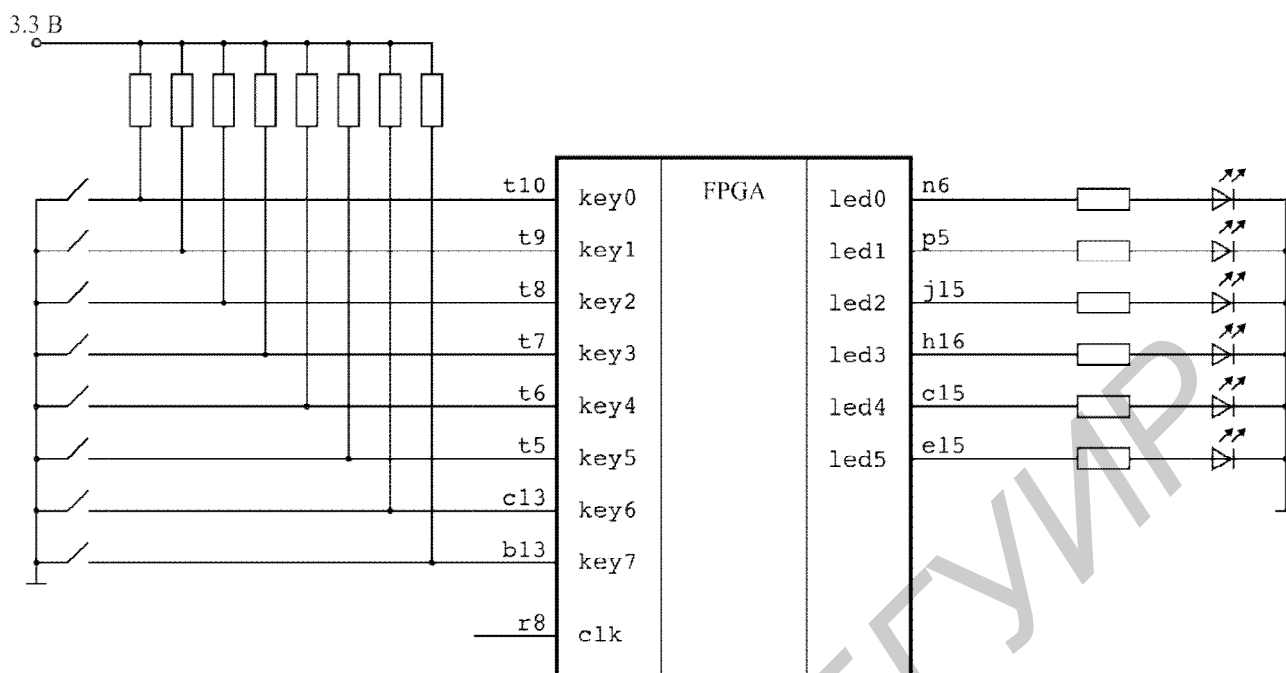 3.3 В
FPGA
t10 key0 led0 n6
t9 key1 led1 p5
t8 key2 led2 j15
t7 key3 led3 h16
t6 key4 led4 c15
t5 key5 led5 e15
c13 key6
b13 key7
r8 clk
ГУИР